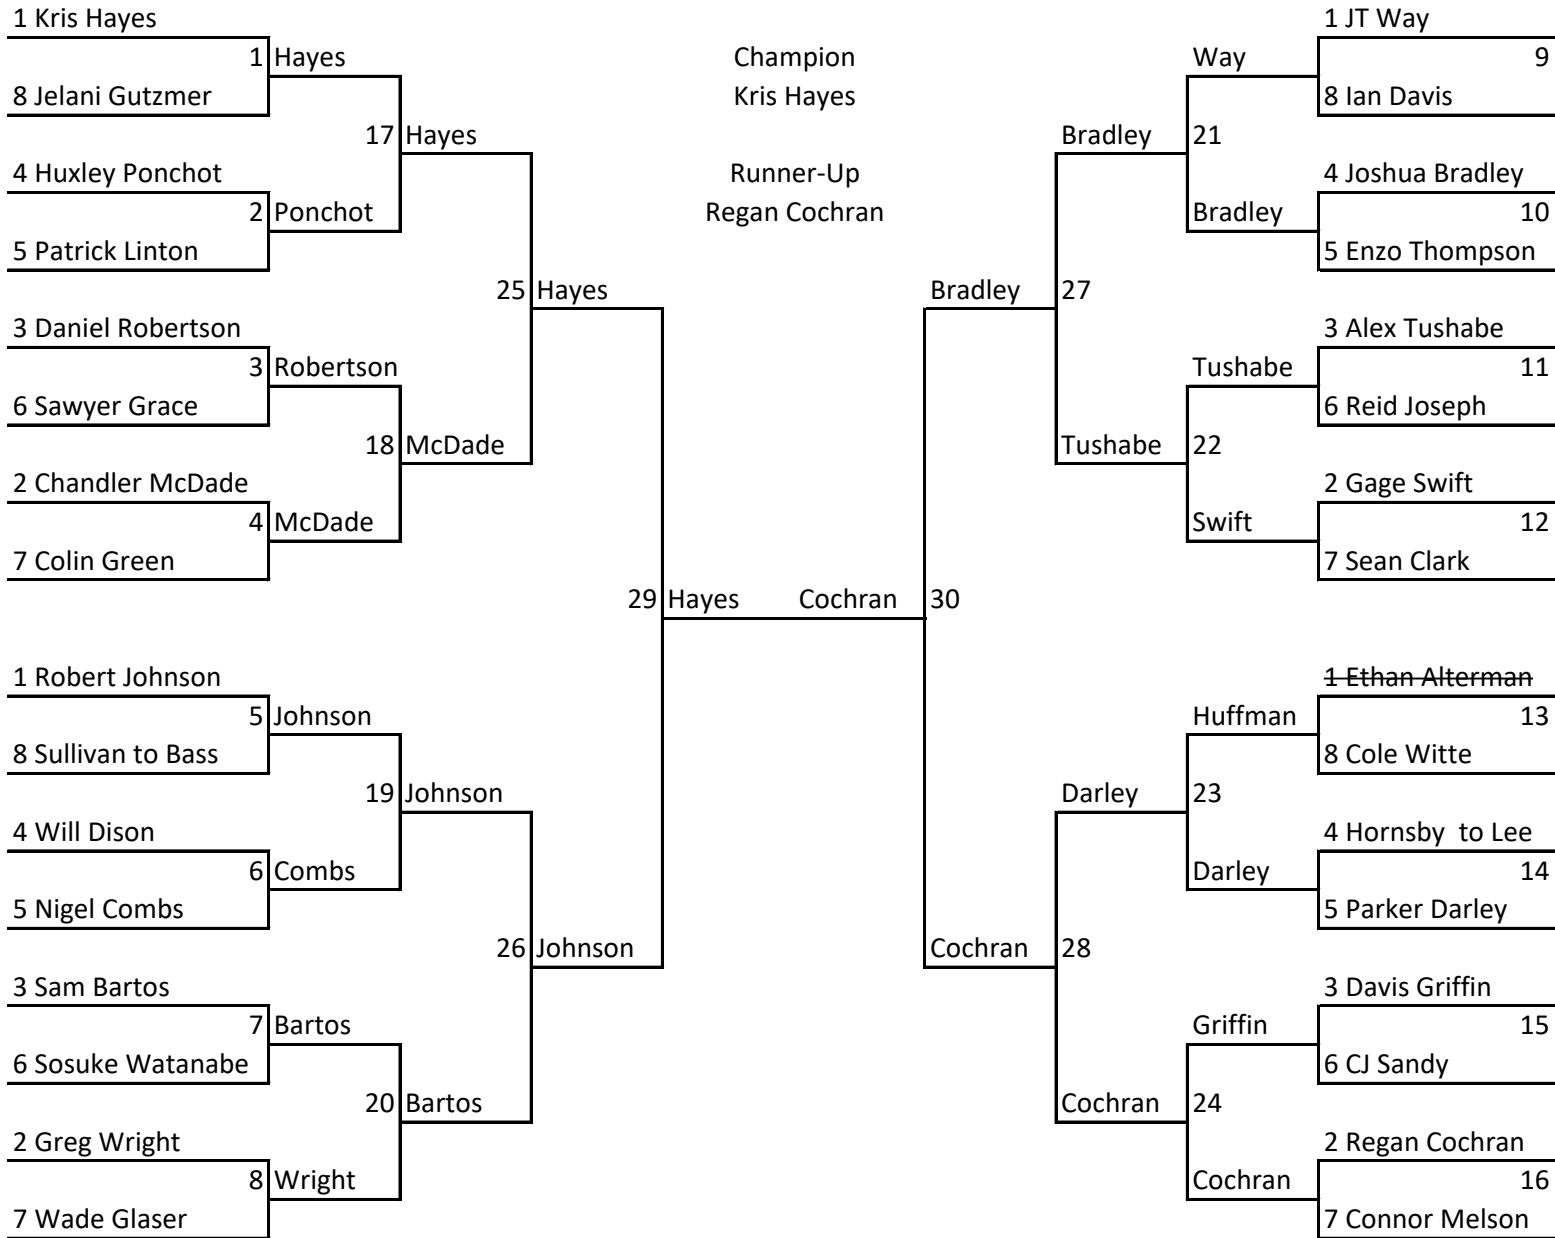 1 Kris Hayes
1 Hayes
8 Jelani Gutzmer
17 Hayes
4 Huxley Ponchot
2 Ponchot
5 Patrick Linton
25 Hayes
3 Daniel Robertson
3 Robertson
6 Sawyer Grace
18 McDade
2 Chandler McDade
4 McDade
7 Colin Green
29 Hayes
1 Robert Johnson
5 Johnson
8 Sullivan to Bass
19 Johnson
4 Will Dison
6 Combs
5 Nigel Combs
26 Johnson
3 Sam Bartos
7 Bartos
6 Sosuke Watanabe
20 Bartos
2 Greg Wright
8 Wright
7 Wade Glaser
Champion
Kris Hayes
Runner-Up
Regan Cochran
1 JT Way
Way 9
8 Ian Davis
Bradley 21
4 Joshua Bradley
Bradley 10
5 Enzo Thompson
Bradley 27
3 Alex Tushabe
Tushabe 11
6 Reid Joseph
Tushabe 22
2 Gage Swift
Swift 12
7 Sean Clark
Cochran 30
1 Ethan Alterman
Huffman 13
8 Cole Witte
Darley 23
4 Hornsby  to Lee
Darley 14
5 Parker Darley
Cochran 28
3 Davis Griffin
Griffin 15
6 CJ Sandy
Cochran 24
2 Regan Cochran
Cochran 16
7 Connor Melson